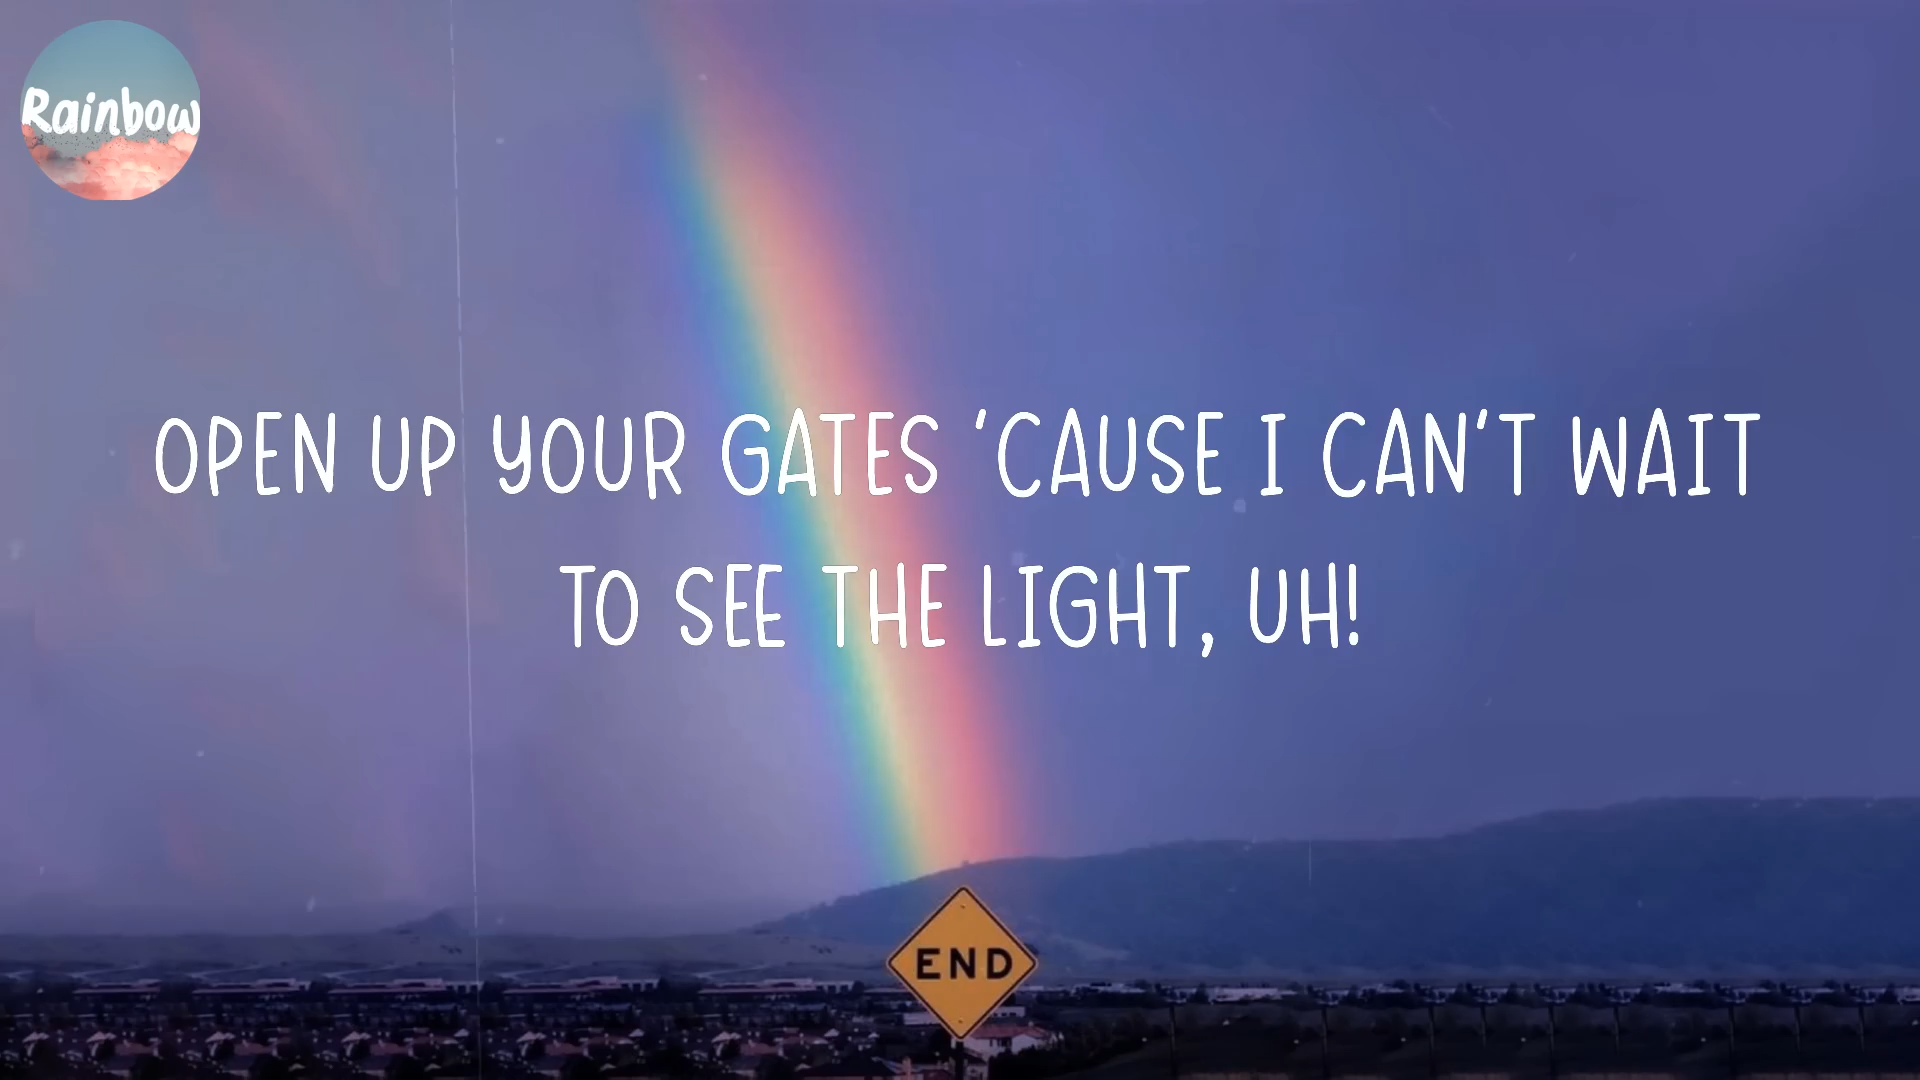 Rainbow
OPEN UP YOUR GATES 'CAUSE I CAN'T WAIT
TO SEE THE LIGHT, UH!
END